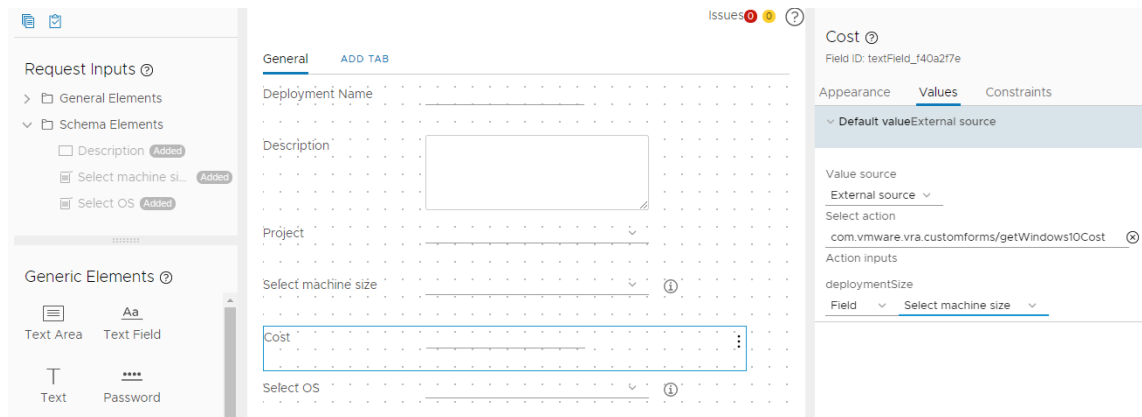 Issues 0 0
Request Inputs
General Elements
Schema Elements
Description Added
Select machine si... Added
Select OS Added
Generic Elements
Aa
Text Area Text Field
Text Password
General ADD TAB
Deployment Name
Description
Project
Select machine size
Cost
Select OS
Cost
Field ID: textField_f40a2f7e
Appearance Values Constraints
Default valueExternal source
Value source
External source
Select action
com.vmware.vra.customforms/getWindows10Cost
Action inputs
deploymentSize
Field Select machine size